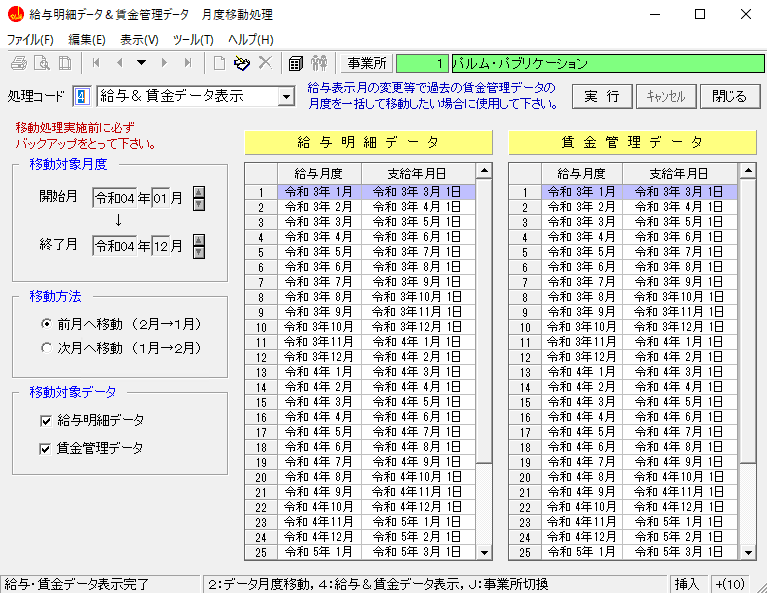 給与明細データ＆賃金管理データ　月度移動処理
ファイル(F)　編集(E)　表示(V)　ツール(T)　ヘルプ(H)
事業所　1　パルム・パブリケーション
処理コード　4　給与＆賃金データ表示
給与表示月の変更等で過去の賃金管理データの
月度を一括して移動したい場合に使用して下さい。
実 行　キャンセル　閉じる
移動処理実施前に必ず
バックアップをとって下さい。
移動対象月度
開始月　令和04 年 01 月
↓
終了月　令和04 年 12 月
移動方法
前月へ移動　（２月→１月）
次月へ移動　（１月→２月）
移動対象データ
給与明細データ
賃金管理データ
給 与 明 細 デ ー タ
給与月度　支給年月日
1　令和 3年 1月　令和 3年 3月 1日
2　令和 3年 2月　令和 3年 4月 1日
3　令和 3年 3月　令和 3年 5月 1日
4　令和 3年 4月　令和 3年 6月 1日
5　令和 3年 5月　令和 3年 7月 1日
6　令和 3年 6月　令和 3年 8月 1日
7　令和 3年 7月　令和 3年 9月 1日
8　令和 3年 8月　令和 3年10月 1日
9　令和 3年 9月　令和 3年11月 1日
10　令和 3年10月　令和 3年12月 1日
11　令和 3年11月　令和 4年 1月 1日
12　令和 3年12月　令和 4年 2月 1日
13　令和 4年 1月　令和 4年 3月 1日
14　令和 4年 2月　令和 4年 4月 1日
15　令和 4年 3月　令和 4年 5月 1日
16　令和 4年 4月　令和 4年 6月 1日
17　令和 4年 5月　令和 4年 7月 1日
18　令和 4年 6月　令和 4年 8月 1日
19　令和 4年 7月　令和 4年 9月 1日
20　令和 4年 8月　令和 4年10月 1日
21　令和 4年 9月　令和 4年11月 1日
22　令和 4年10月　令和 4年12月 1日
23　令和 4年11月　令和 5年 1月 1日
24　令和 4年12月　令和 5年 2月 1日
25　令和 5年 1月　令和 5年 3月 1日
賃 金 管 理 デ ー タ
給与月度　支給年月日
1　令和 3年 1月　令和 3年 3月 1日
2　令和 3年 2月　令和 3年 4月 1日
3　令和 3年 3月　令和 3年 5月 1日
4　令和 3年 4月　令和 3年 6月 1日
5　令和 3年 5月　令和 3年 7月 1日
6　令和 3年 6月　令和 3年 8月 1日
7　令和 3年 7月　令和 3年 9月 1日
8　令和 3年 8月　令和 3年10月 1日
9　令和 3年 9月　令和 3年11月 1日
10　令和 3年10月　令和 3年12月 1日
11　令和 3年11月　令和 4年 1月 1日
12　令和 3年12月　令和 4年 2月 1日
13　令和 4年 1月　令和 4年 3月 1日
14　令和 4年 2月　令和 4年 4月 1日
15　令和 4年 3月　令和 4年 5月 1日
16　令和 4年 4月　令和 4年 6月 1日
17　令和 4年 5月　令和 4年 7月 1日
18　令和 4年 6月　令和 4年 8月 1日
19　令和 4年 7月　令和 4年 9月 1日
20　令和 4年 8月　令和 4年10月 1日
21　令和 4年 9月　令和 4年11月 1日
22　令和 4年10月　令和 4年12月 1日
23　令和 4年11月　令和 5年 1月 1日
24　令和 4年12月　令和 5年 2月 1日
25　令和 5年 1月　令和 5年 3月 1日
給与・賃金データ表示完了　２：データ月度移動，４：給与＆賃金データ表示，Ｊ：事業所切換　挿入　+(10)